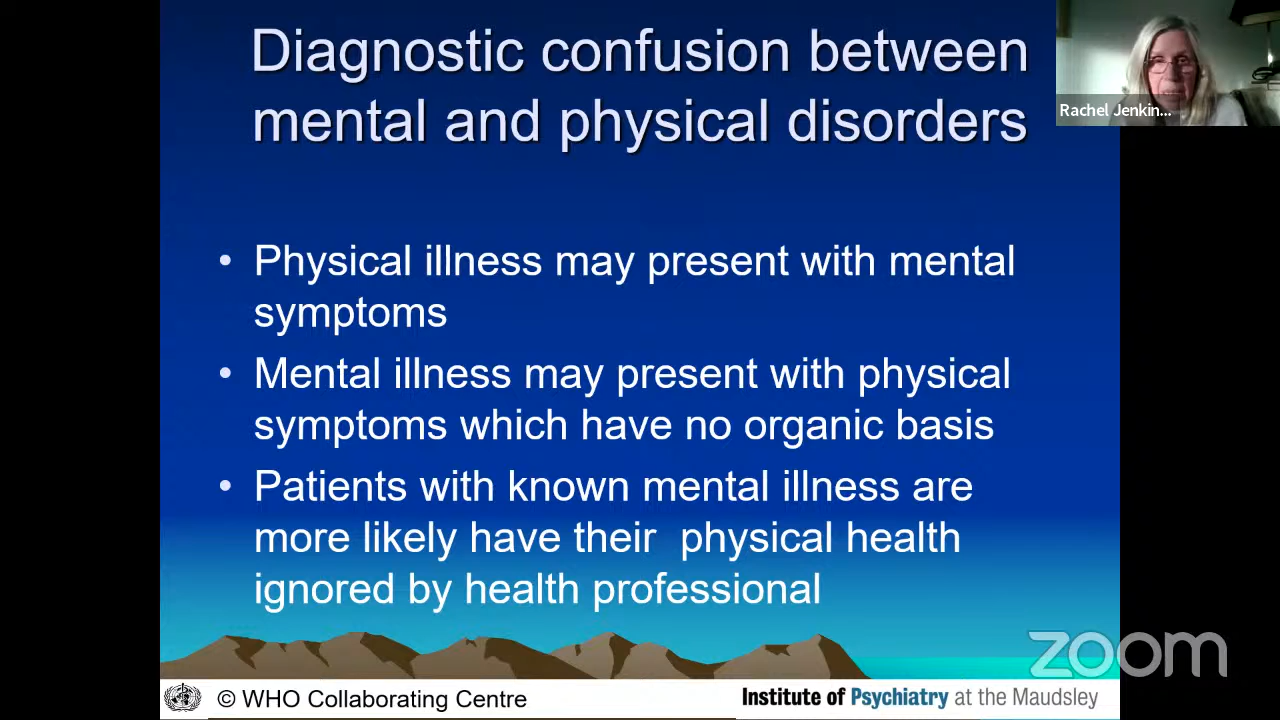 Diagnostic confusion between
mental and physical disorders
Rachel Jenkin...
• Physical illness may present with mental
symptoms
• Mental illness may present with physical
symptoms which have no organic basis
• Patients with known mental illness are
more likely have their physical health
ignored by health professional
zoom
© WHO Collaborating Centre
Institute of Psychiatry at the Maudsley